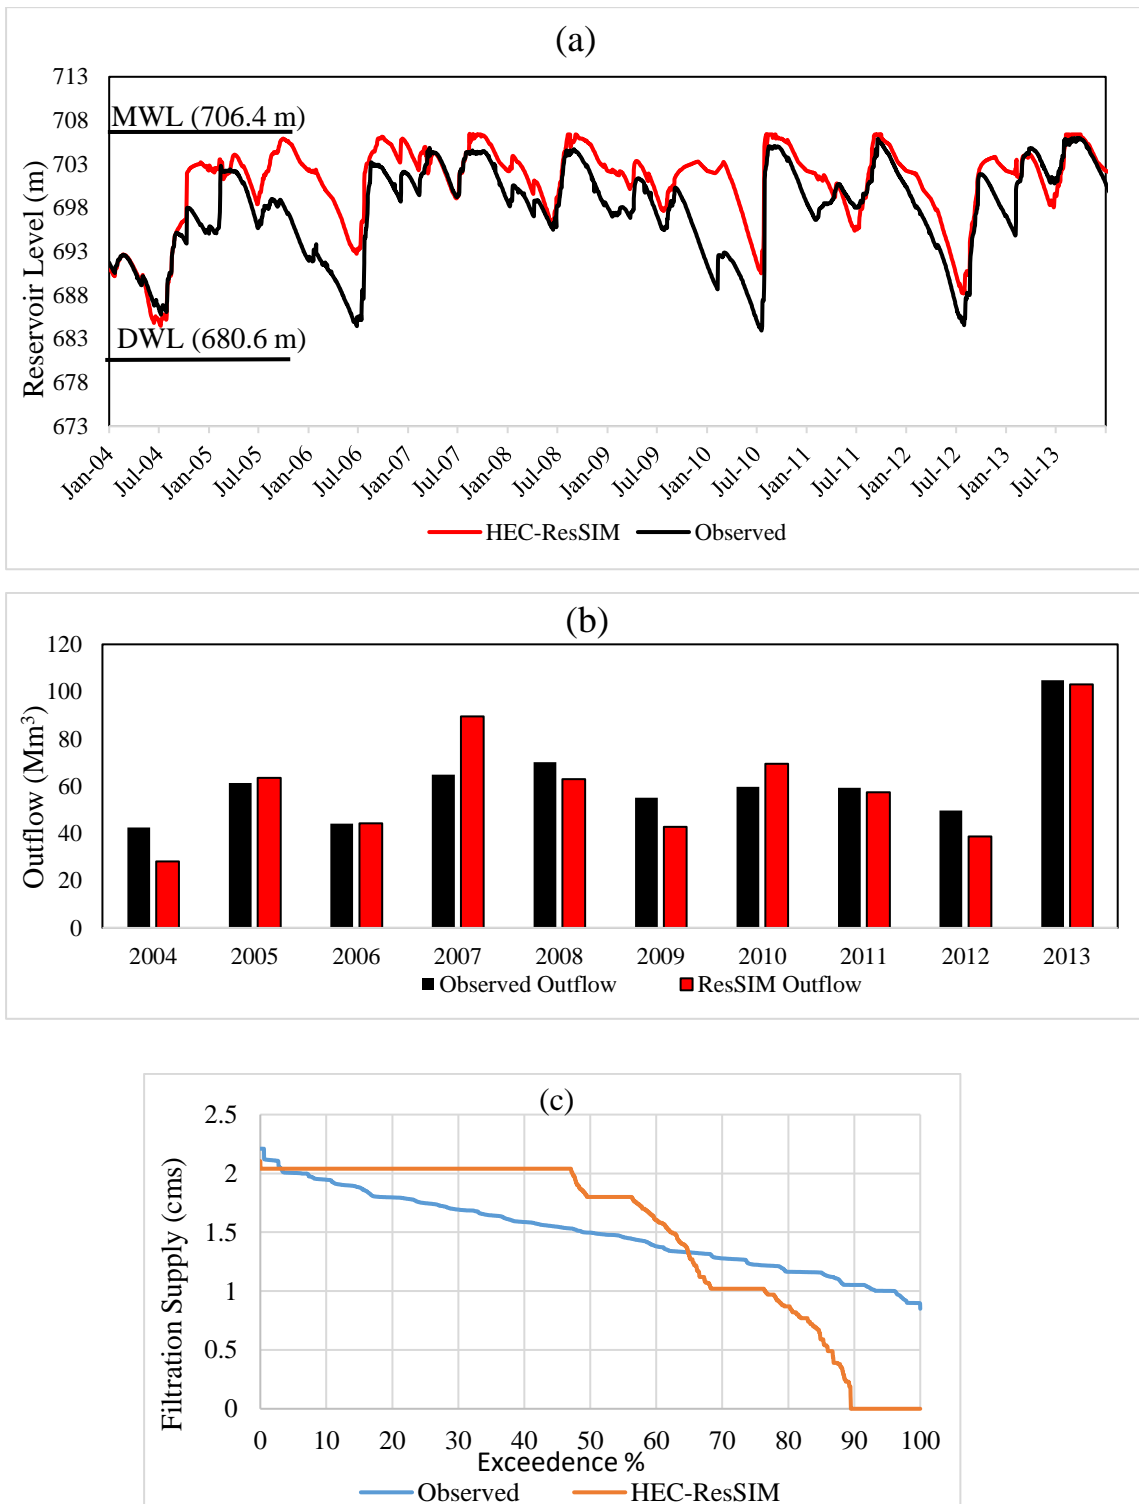 (a)
Reservoir Level (m)
713
708
703
698
693
688
683
678
673
MWL (706.4 m)
DWL (680.6 m)
Jan-04 Jul-04 Jan-05 Jul-05 Jan-06 Jul-06 Jan-07 Jul-07 Jan-08 Jul-08 Jan-09 Jul-09 Jan-10 Jul-10 Jan-11 Jul-11 Jan-12 Jul-12 Jan-13 Jul-13
HEC-ResSIM Observed
(b)
Outflow (Mm³)
120
100
80
60
40
20
0
2004 2005 2006 2007 2008 2009 2010 2011 2012 2013
Observed Outflow ResSIM Outflow
(c)
Filtration Supply (cms)
2.5
2
1.5
1
0.5
0
0 10 20 30 40 50 60 70 80 90 100
Exceedence %
Observed HEC-ResSIM